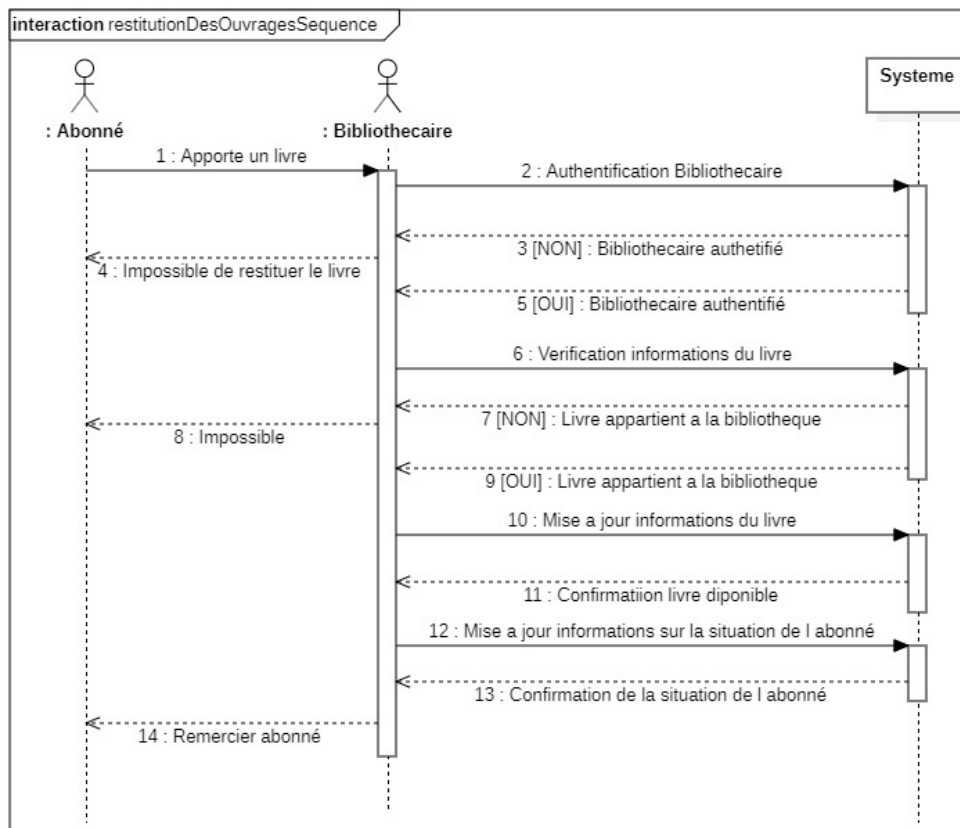 interaction restitutionDesOuvragesSequence
Systeme
: Abonné
: Bibliothecaire
1 : Apporte un livre
2 : Authentification Bibliothecaire
3 [NON] : Bibliothecaire authetifié
4 : Impossible de restituer le livre
5 [OUI] : Bibliothecaire authentifié
6 : Verification informations du livre
7 [NON] : Livre appartient a la bibliotheque
8 : Impossible
9 [OUI] : Livre appartient a la bibliotheque
10 : Mise a jour informations du livre
11 : Confirmatiion livre diponible
12 : Mise a jour informations sur la situation de l abonné
13 : Confirmation de la situation de l abonné
14 : Remercier abonné